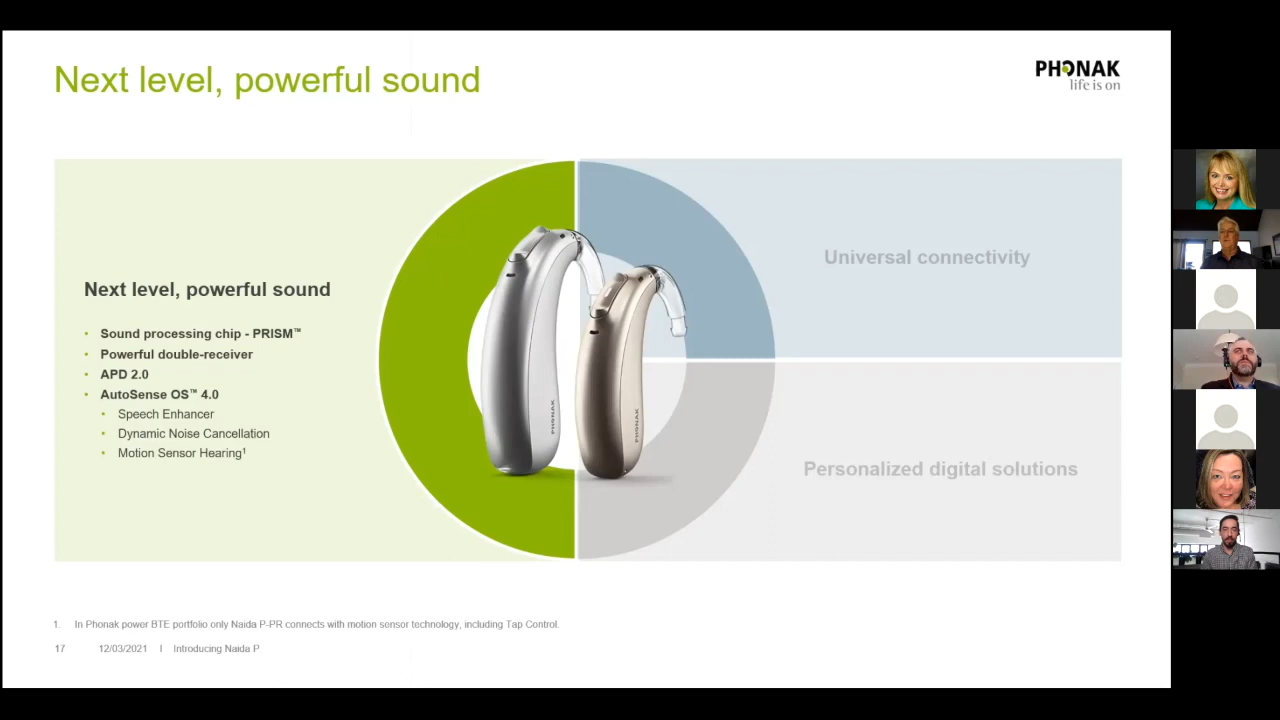 Next level, powerful sound
PHONAK
life is on
Next level, powerful sound
• Sound processing chip - PRISM™
• Powerful double-receiver
• APD 2.0
• AutoSense OS™ 4.0
• Speech Enhancer
• Dynamic Noise Cancellation
• Motion Sensor Hearing¹
Universal connectivity
Personalized digital solutions
PHONAK
PHONAK
1. In Phonak power BTE portfolio only Naida P-PR connects with motion sensor technology, including Tap Control.
17 12/03/2021 I Introducing Naida P